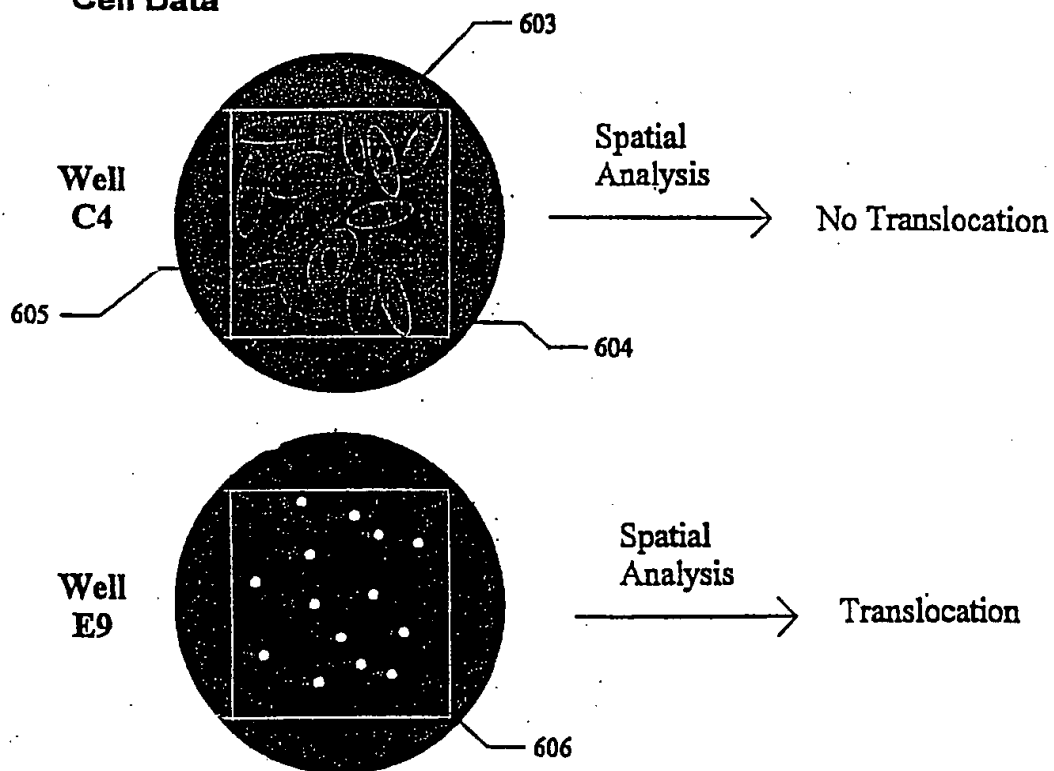 Cell Data
603
Well
C4
Spatial
Analysis
No Translocation
605
604
Well
E9
Spatial
Analysis
Translocation
606